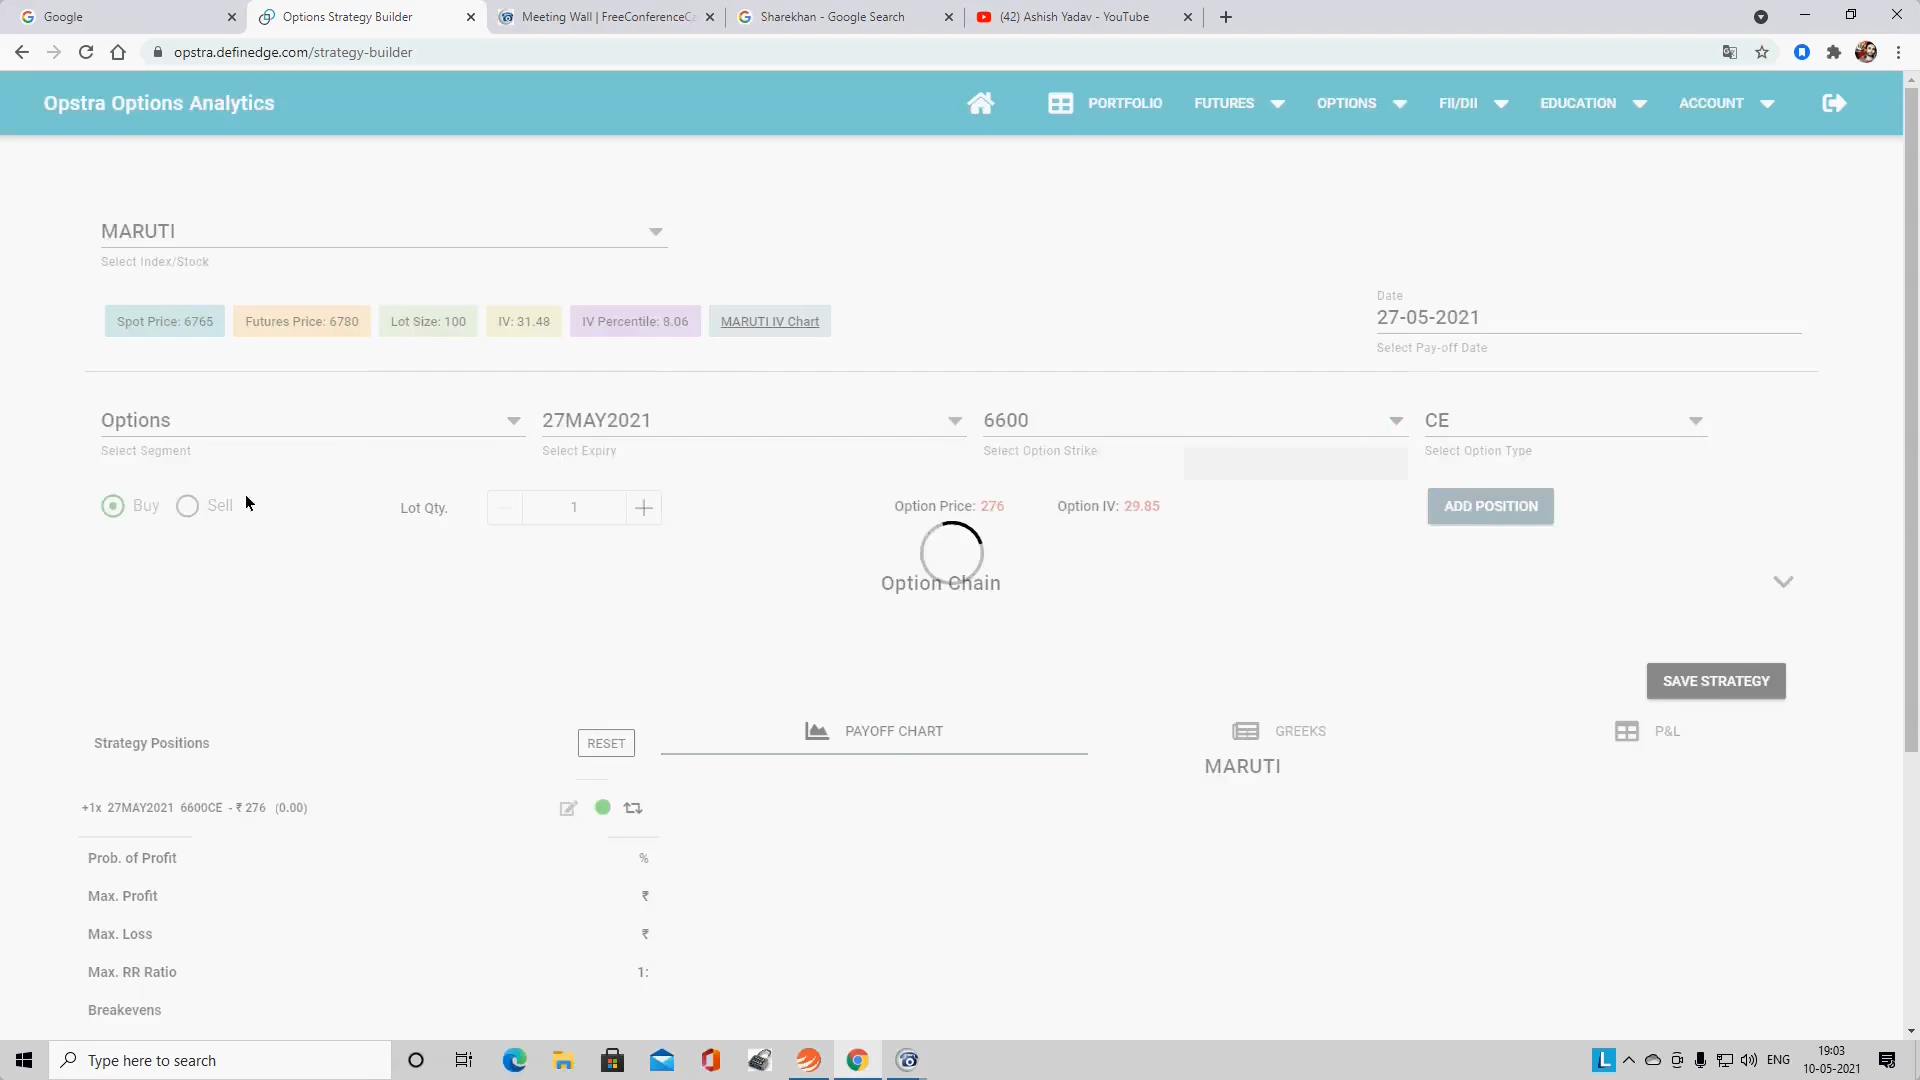 Google
Options Strategy Builder
Meeting Wall | FreeConferenceCa
Sharekhan - Google Search
(42) Ashish Yadav - YouTube
opstra.definedge.com/strategy-builder
Opstra Options Analytics
PORTFOLIO
FUTURES
OPTIONS
FII/DII
EDUCATION
ACCOUNT
MARUTI
Select Index/Stock
Spot Price: 6765
Futures Price: 6780
Lot Size: 100
IV: 31.48
IV Percentile: 8.06
MARUTI IV Chart
Date
27-05-2021
Select Pay-off Date
Options
27MAY2021
6600
CE
Select Segment
Select Expiry
Select Option Strike
Select Option Type
Buy
Sell
Lot Qty.
1
Option Price: 276
Option IV: 29.85
ADD POSITION
Option Chain
SAVE STRATEGY
Strategy Positions
RESET
PAYOFF CHART
GREEKS
P&L
MARUTI
+1x 27MAY2021 6600CE - ₹ 276 (0.00)
Prob. of Profit %
Max. Profit ₹
Max. Loss ₹
Max. RR Ratio 1:
Breakevens
Type here to search
L
ENG
19:03
10-05-2021